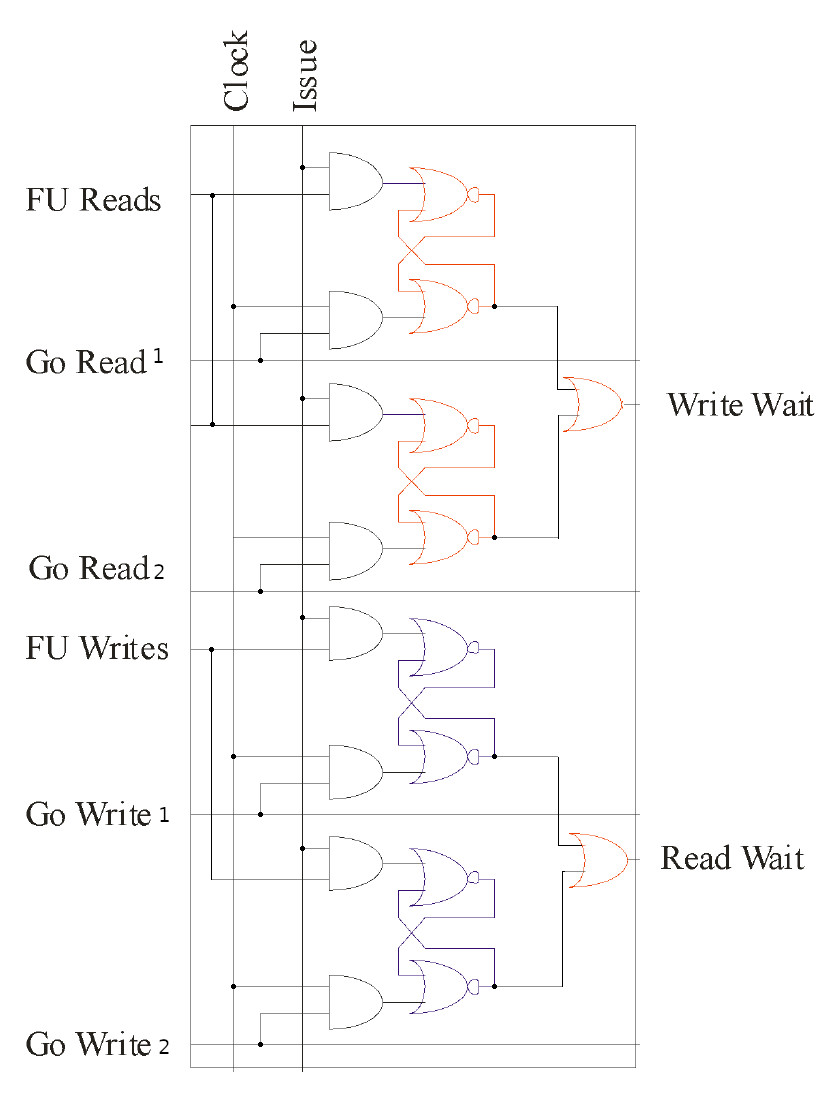 Clock
Issue
FU Reads
Go Read 1
Write Wait
Go Read 2
FU Writes
Go Write 1
Read Wait
Go Write 2